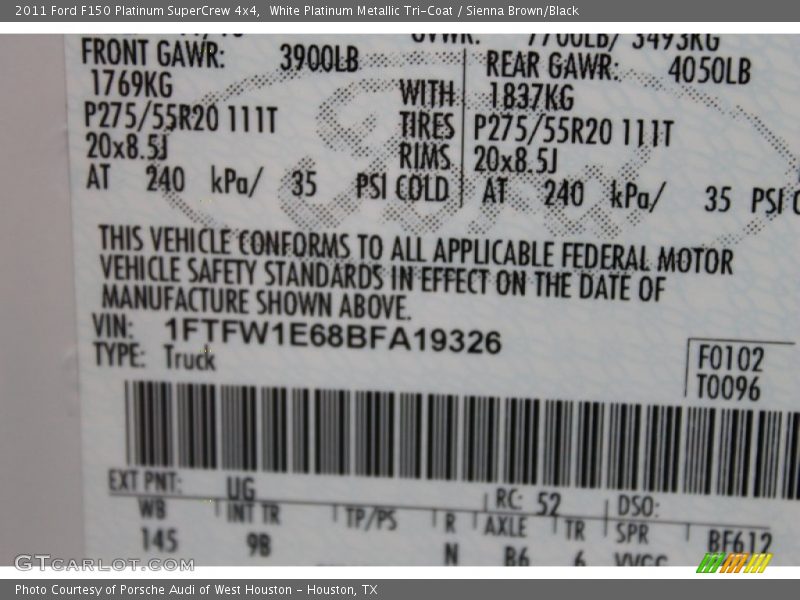 2011 Ford F150 Platinum SuperCrew 4x4, White Platinum Metallic Tri-Coat / Sienna Brown/Black
GVWR: 7700LB/ 3493KG
FRONT GAWR: 3900LB REAR GAWR: 4050LB
1769KG WITH 1837KG
P275/55R20 111T TIRES P275/55R20 111T
20x8.5J RIMS 20x8.5J
AT 240 kPa/ 35 PSI COLD AT 240 kPa/ 35 PSI C
THIS VEHICLE CONFORMS TO ALL APPLICABLE FEDERAL MOTOR
VEHICLE SAFETY STANDARDS IN EFFECT ON THE DATE OF
MANUFACTURE SHOWN ABOVE.
VIN: 1FTFW1E68BFA19326
TYPE: Truck
F0102
T0096
EXT PNT: UG RC: 52 DSO:
WB INT TR TP/PS R AXLE TR SPR BF612
145 9B N B6 6
GTCARLOT.COM
Photo Courtesy of Porsche Audi of West Houston - Houston, TX